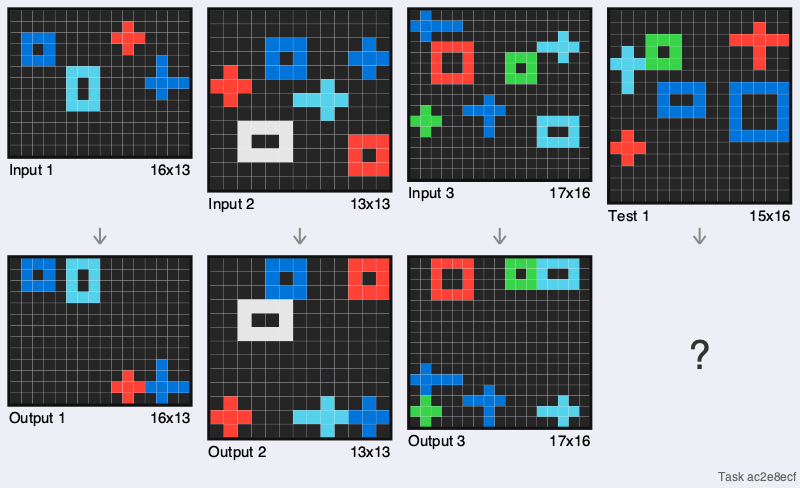 Input 1 16x13
Input 2 13x13
Input 3 17x16
Test 1 15x16
Output 1 16x13
Output 2 13x13
Output 3 17x16
?
Task ac2e8ecf